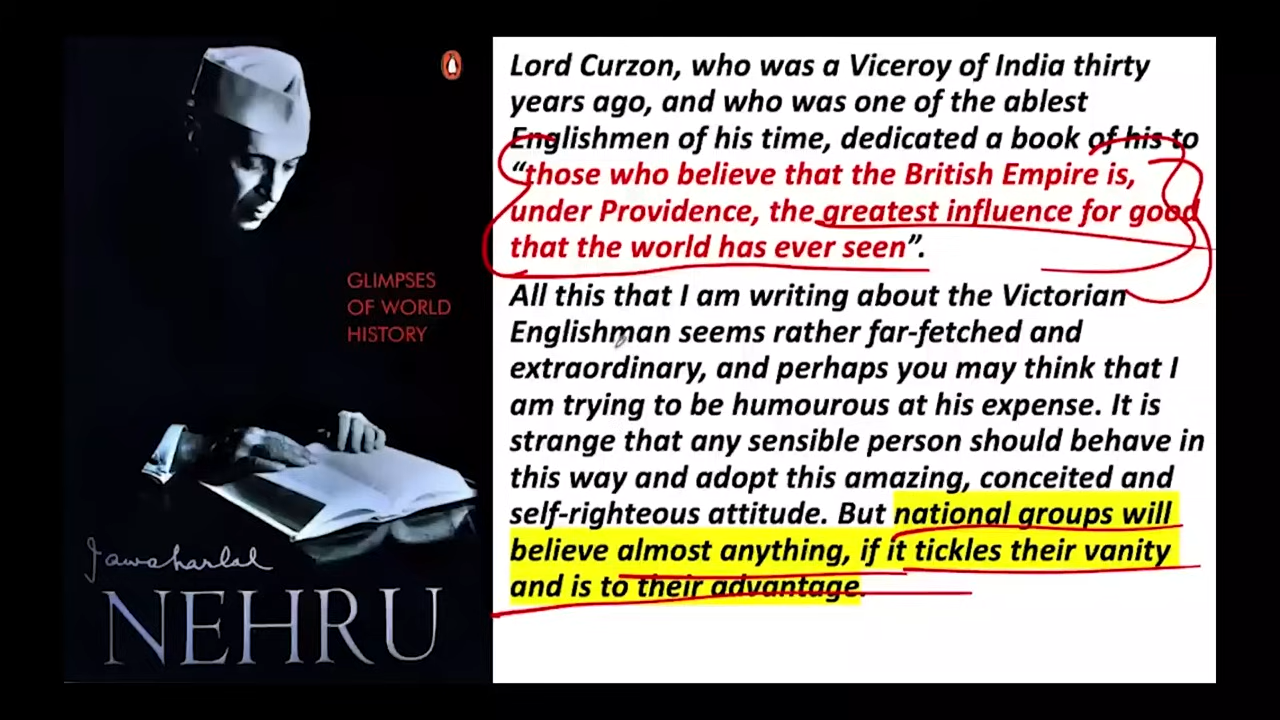 GLIMPSES
OF WORLD
HISTORY
Jawaharlal
NEHRU
Lord Curzon, who was a Viceroy of India thirty
years ago, and who was one of the ablest
Englishmen of his time, dedicated a book of his to
“those who believe that the British Empire is,
under Providence, the greatest influence for good
that the world has ever seen”.
All this that I am writing about the Victorian
Englishman seems rather far-fetched and
extraordinary, and perhaps you may think that I
am trying to be humourous at his expense. It is
strange that any sensible person should behave in
this way and adopt this amazing, conceited and
self-righteous attitude. But national groups will
believe almost anything, if it tickles their vanity
and is to their advantage.